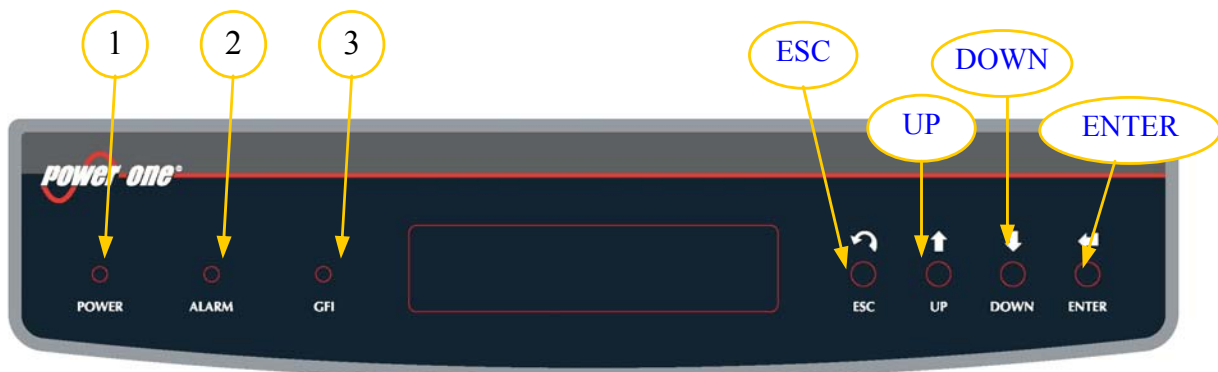 1 2 3 ESC DOWN
UP ENTER
power-one®
POWER ALARM GFI ESC UP DOWN ENTER